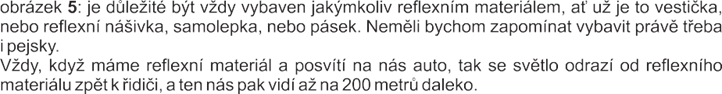 obrázek 5: je důležité být vždy vybaven jakýmkoliv reflexním materiálem, ať už je to vestička,
nebo reflexní nášivka, samolepka, nebo pásek. Neměli bychom zapomínat vybavit právě třeba
i pejsky.
Vždy, když máme reflexní materiál a posvítí na nás auto, tak se světlo odrazí od reflexního
materiálu zpět k řidiči, a ten nás pak vidí až na 200 metrů daleko.